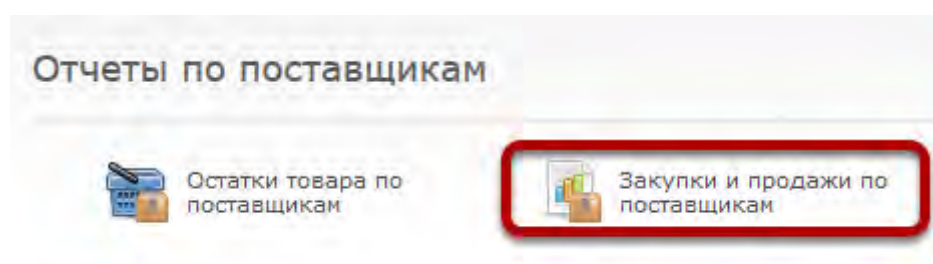 Отчеты по поставщикам
Остатки товара по
поставщикам
Закупки и продажи по
поставщикам